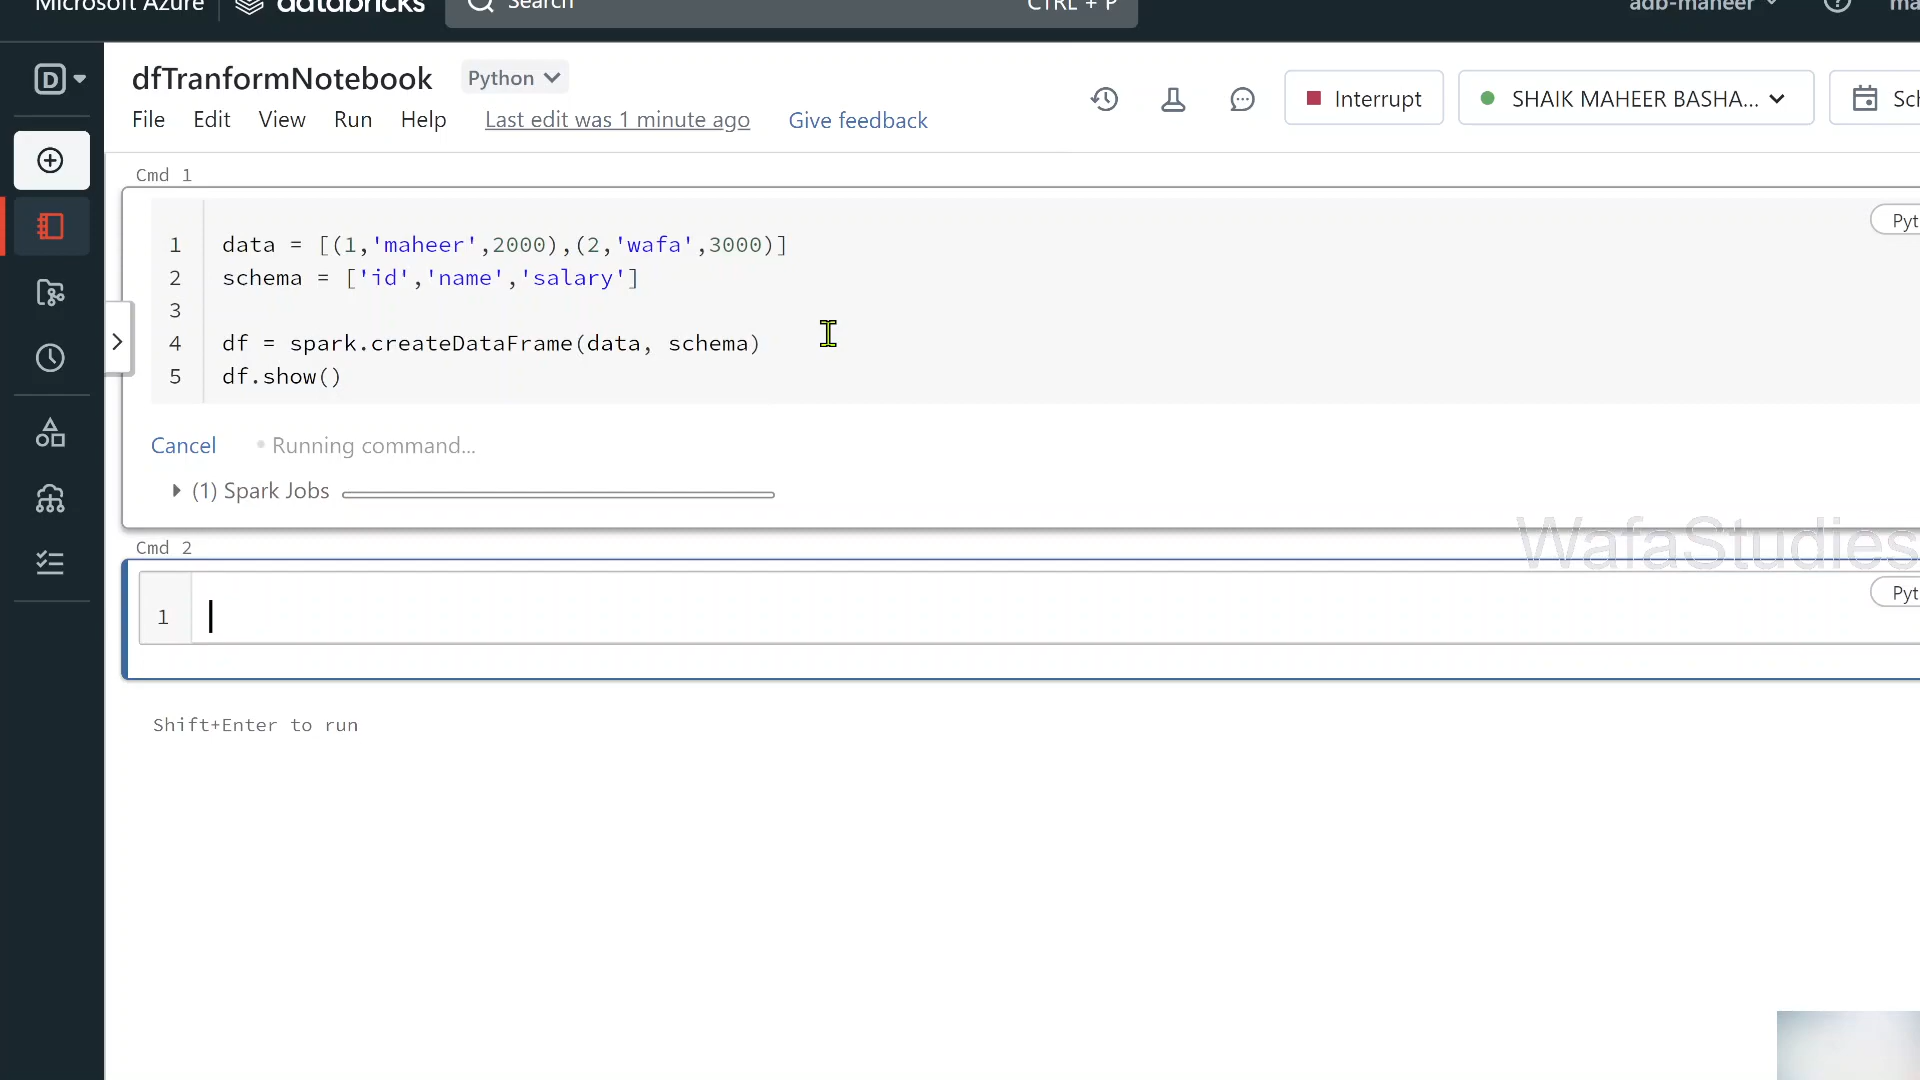 Microsoft Azure databricks Search CTRL + P adb-maheer
dfTranformNotebook Python
File Edit View Run Help Last edit was 1 minute ago Give feedback
Interrupt SHAIK MAHEER BASHA...
Cmd 1
1 data = [(1,'maheer',2000),(2,'wafa',3000)]
2 schema = ['id','name','salary']
3
4 df = spark.createDataFrame(data, schema)
5 df.show()
Cancel Running command...
(1) Spark Jobs
WafaStudies
Cmd 2
1
Shift+Enter to run